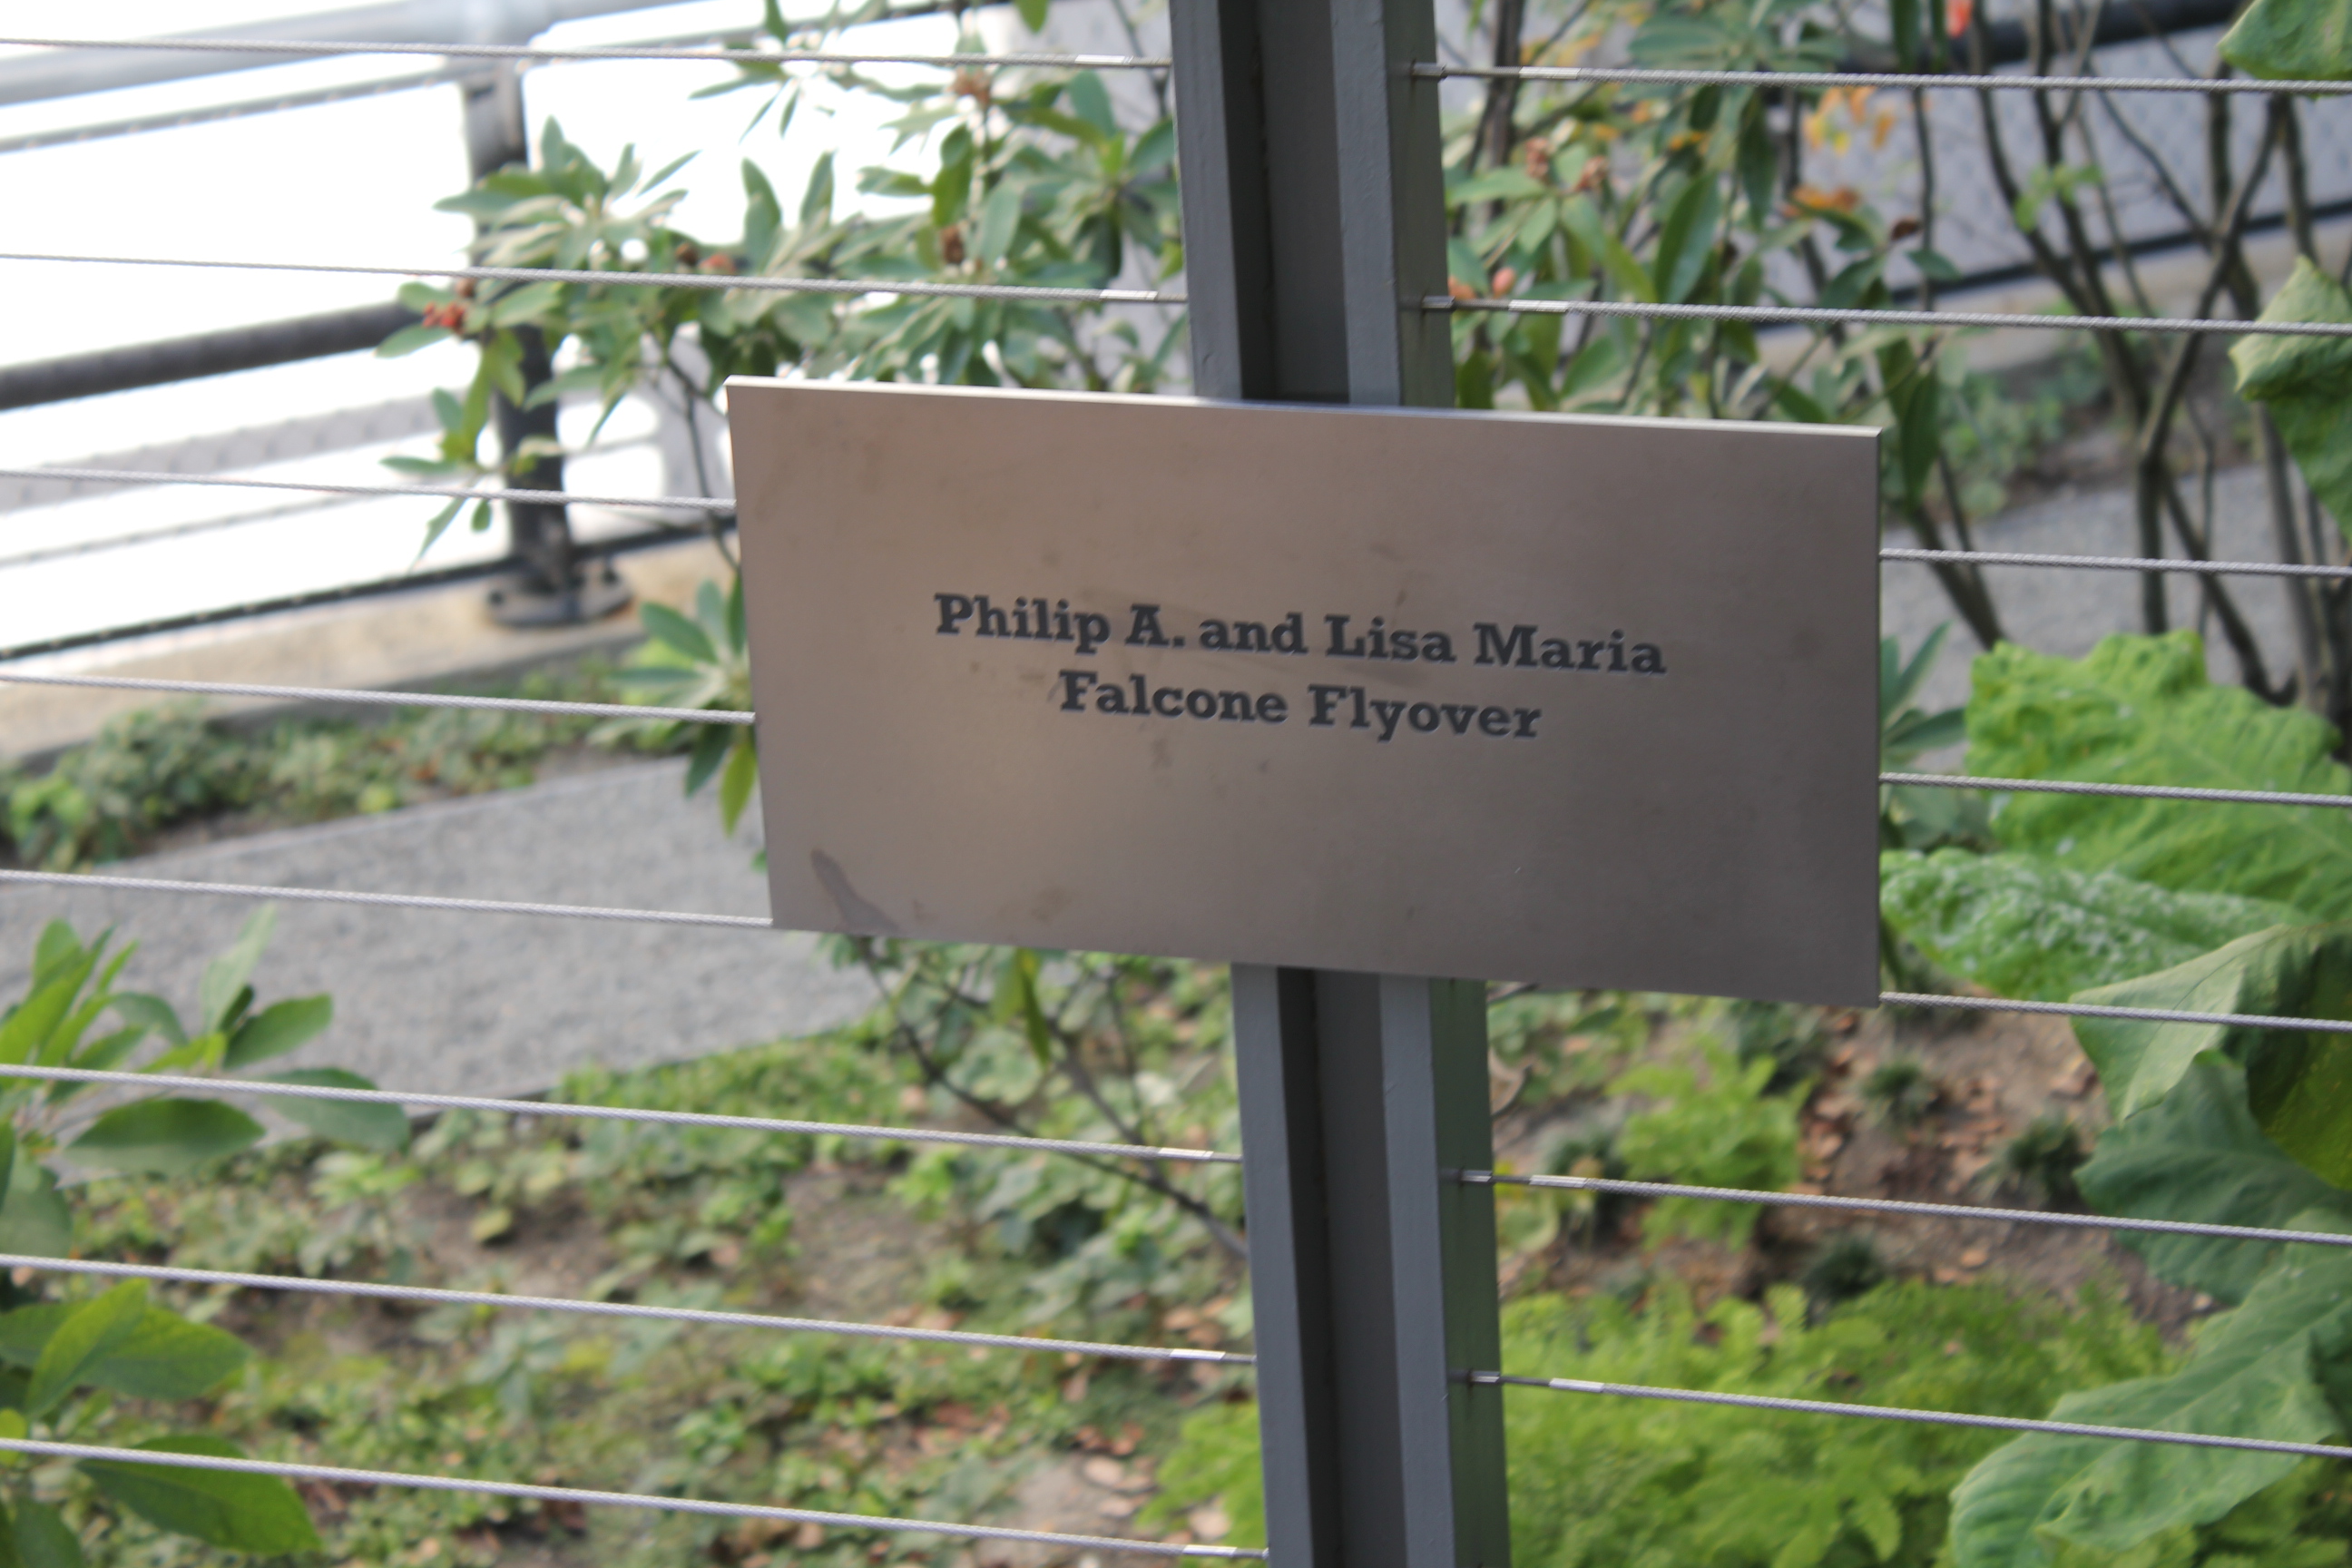 Philip A. and Lisa Maria
Falcone Flyover